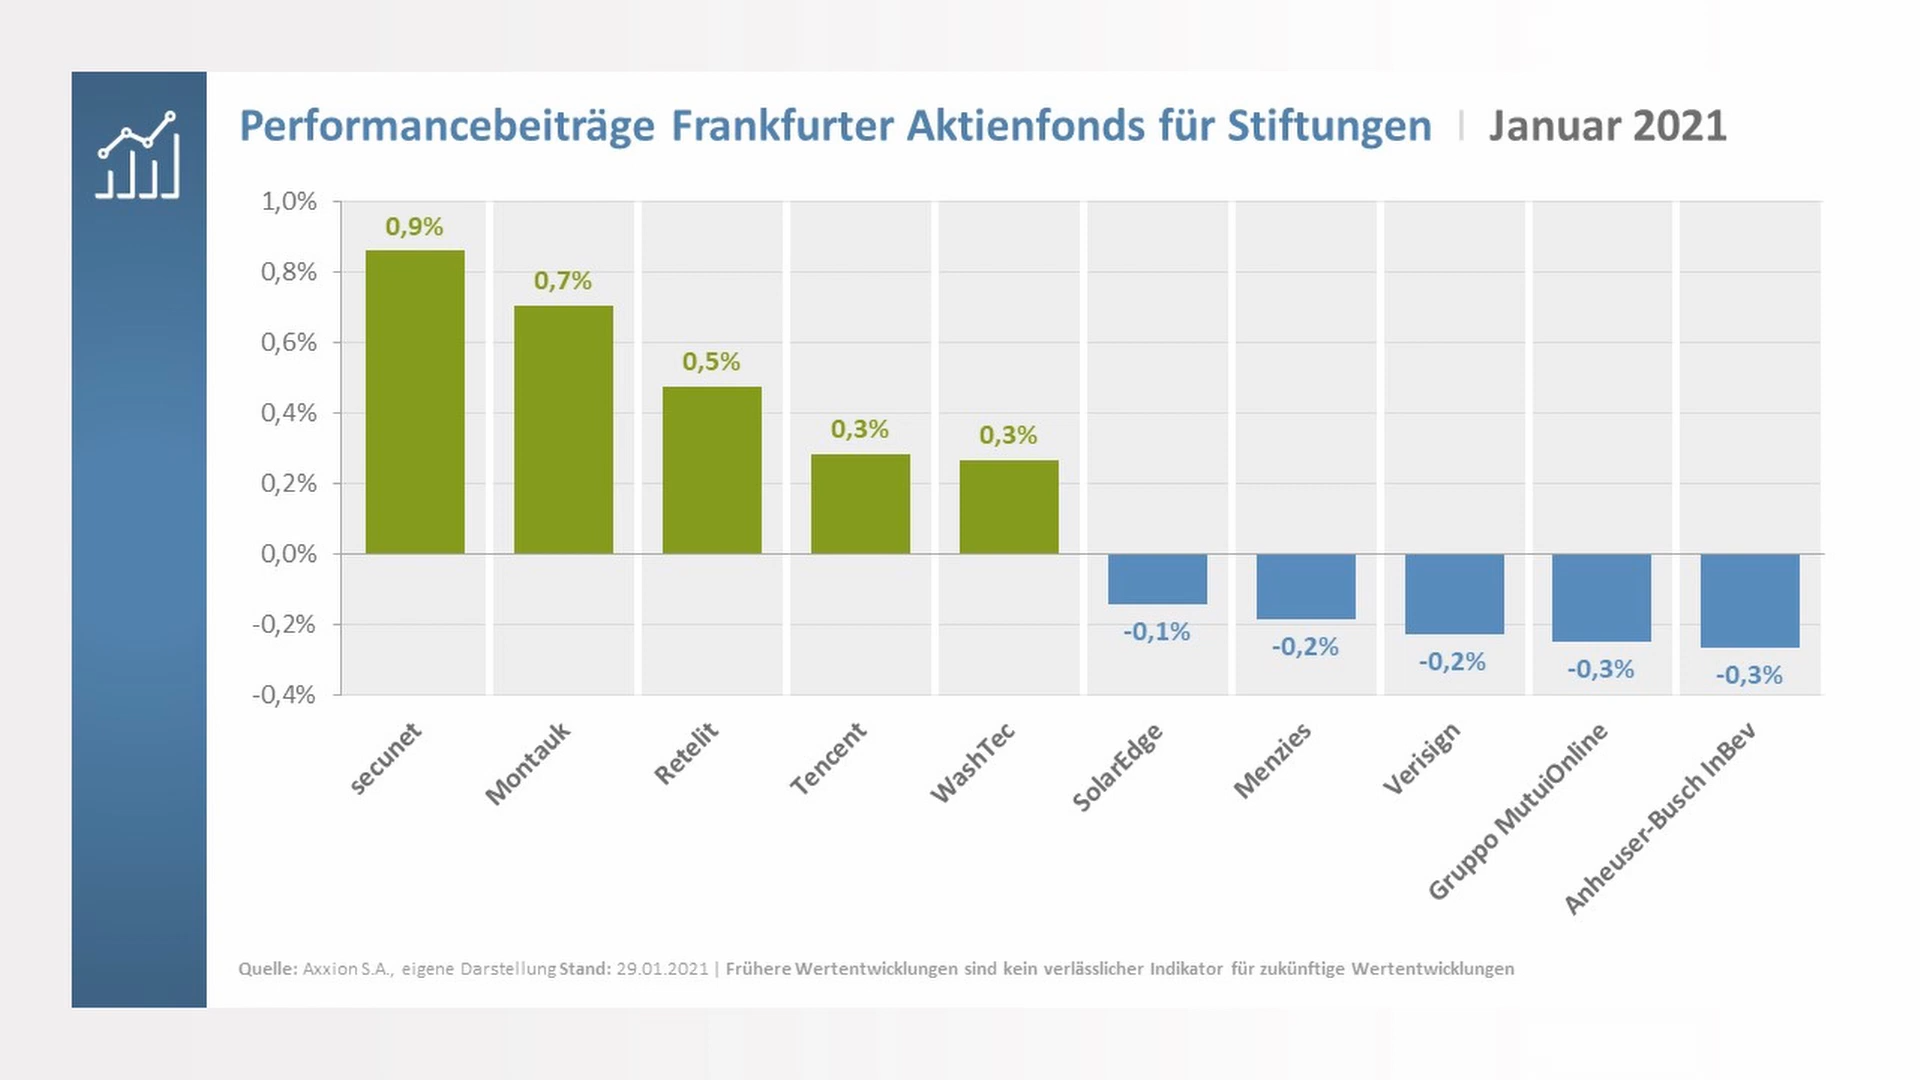 Performancebeiträge Frankfurter Aktienfonds für Stiftungen | Januar 2021
1,0%
0,8%
0,6%
0,4%
0,2%
0,0%
-0,2%
-0,4%
0,9%
0,7%
0,5%
0,3%
0,3%
-0,1%
-0,2%
-0,2%
-0,3%
-0,3%
secunet
Montauk
Retelit
Tencent
WashTec
SolarEdge
Menzies
Verisign
Gruppo MutuiOnline
Anheuser-Busch InBev
Quelle: Axxion S.A., eigene Darstellung Stand: 29.01.2021 | Frühere Wertentwicklungen sind kein verlässlicher Indikator für zukünftige Wertentwicklungen